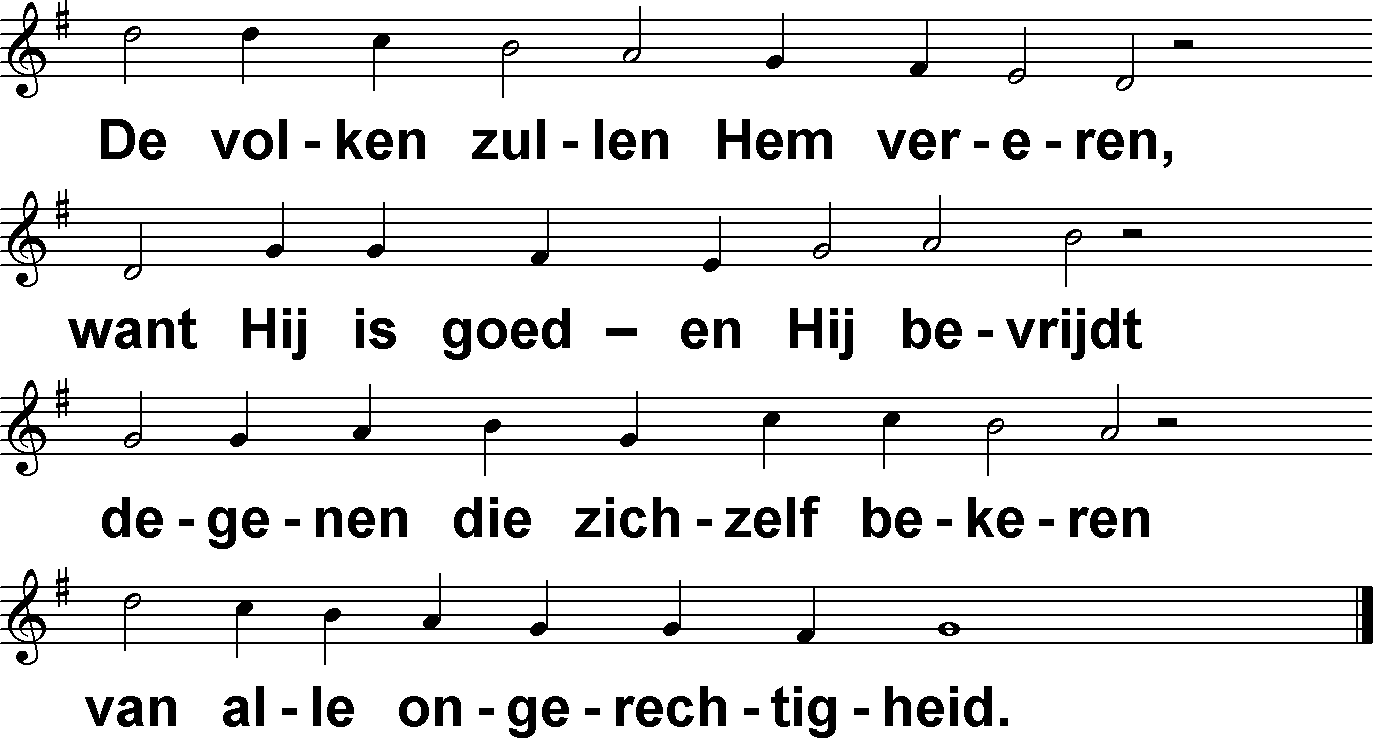 De vol - ken zul - len Hem ver - e - ren,
want Hij is goed – en Hij be - vrijdt
de - ge - nen die zich - zelf be - ke - ren
van al - le on - ge - rech - tig - heid.